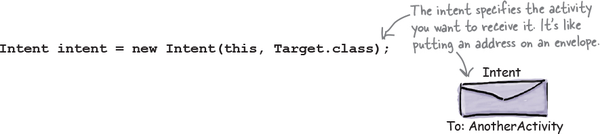 The intent specifies the activity
you want to receive it. It's like
putting an address on an envelope.
Intent intent = new Intent(this, Target.class);
Intent
To: AnotherActivity